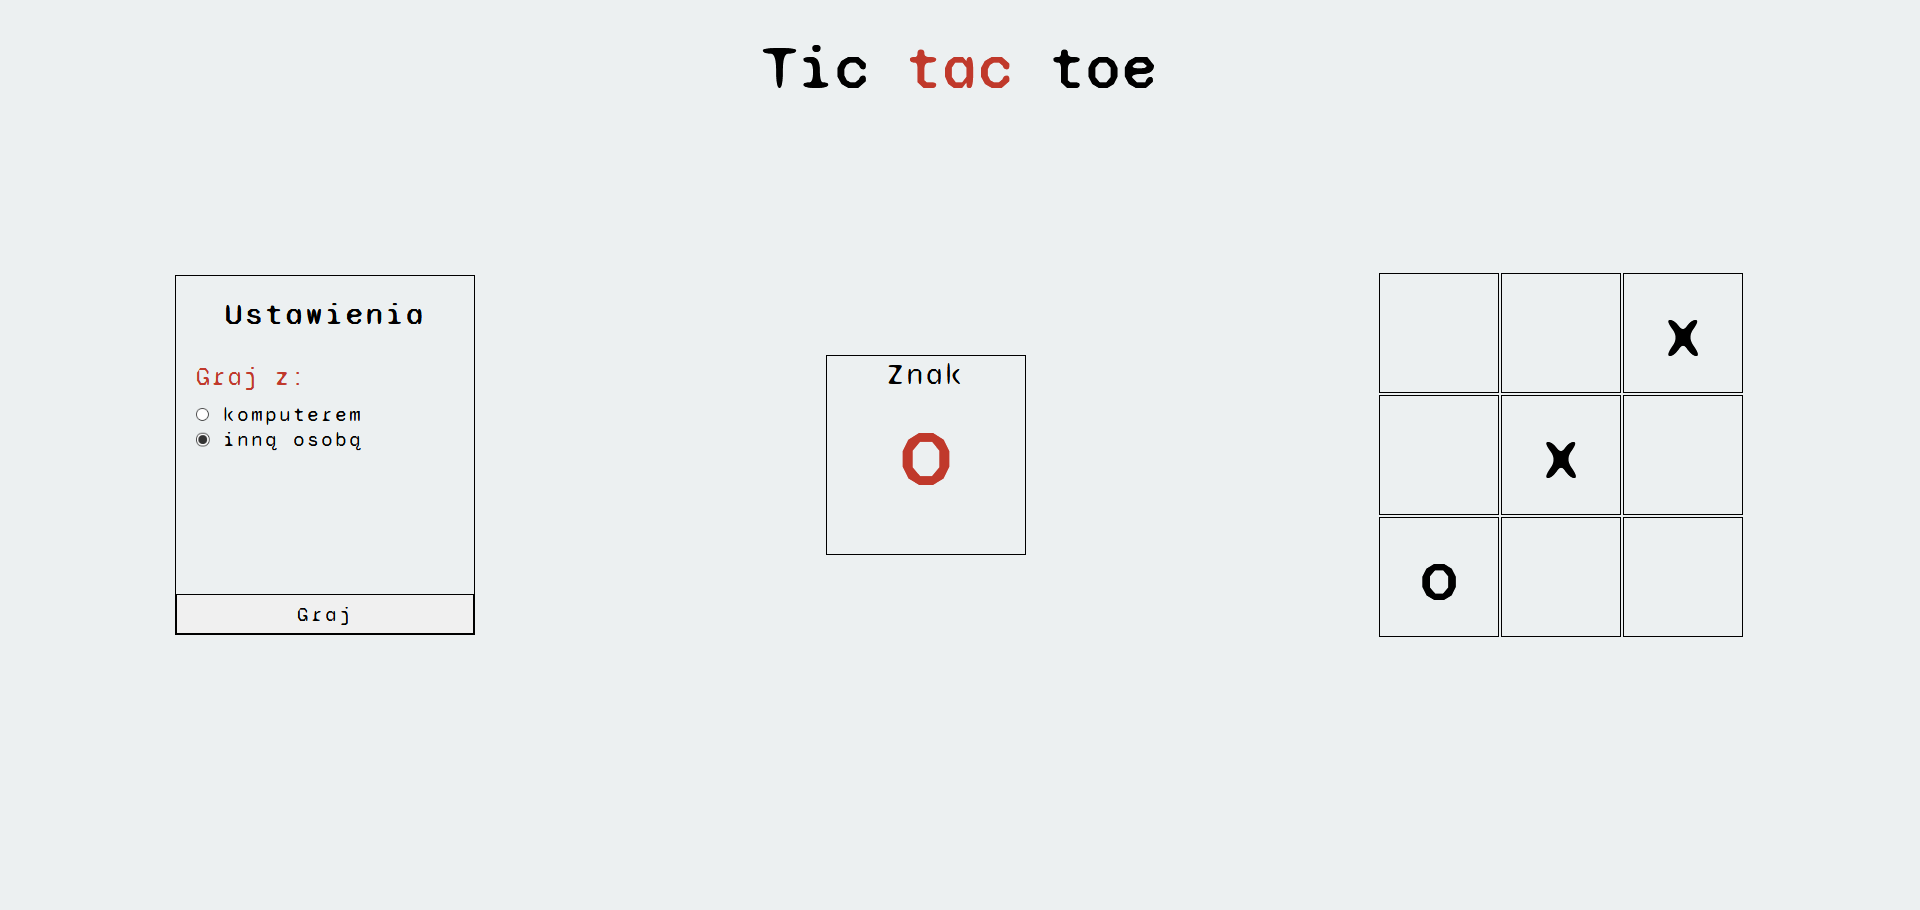 Tic tac toe
Ustawienia
Graj z:
komputerem
inną osobą
Graj
Znak
O
X
X
O